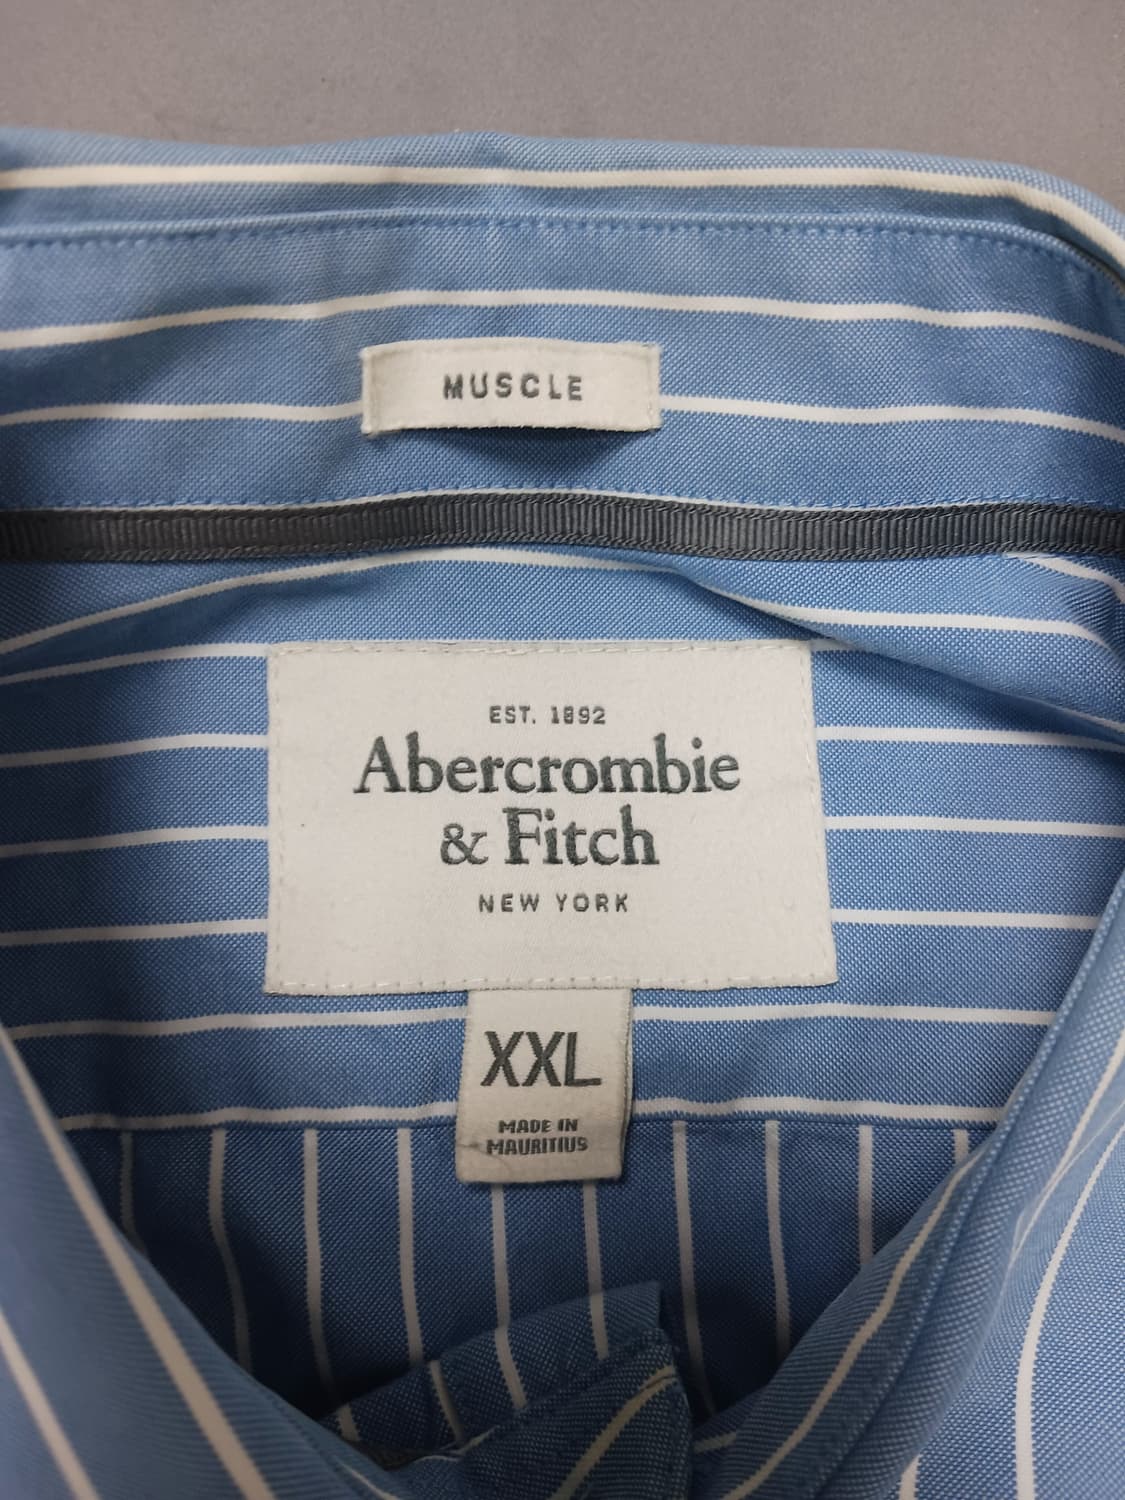 MUSCLE
EST. 1892
Abercrombie
& Fitch
NEW YORK
XXL
MADE IN
MAURITIUS